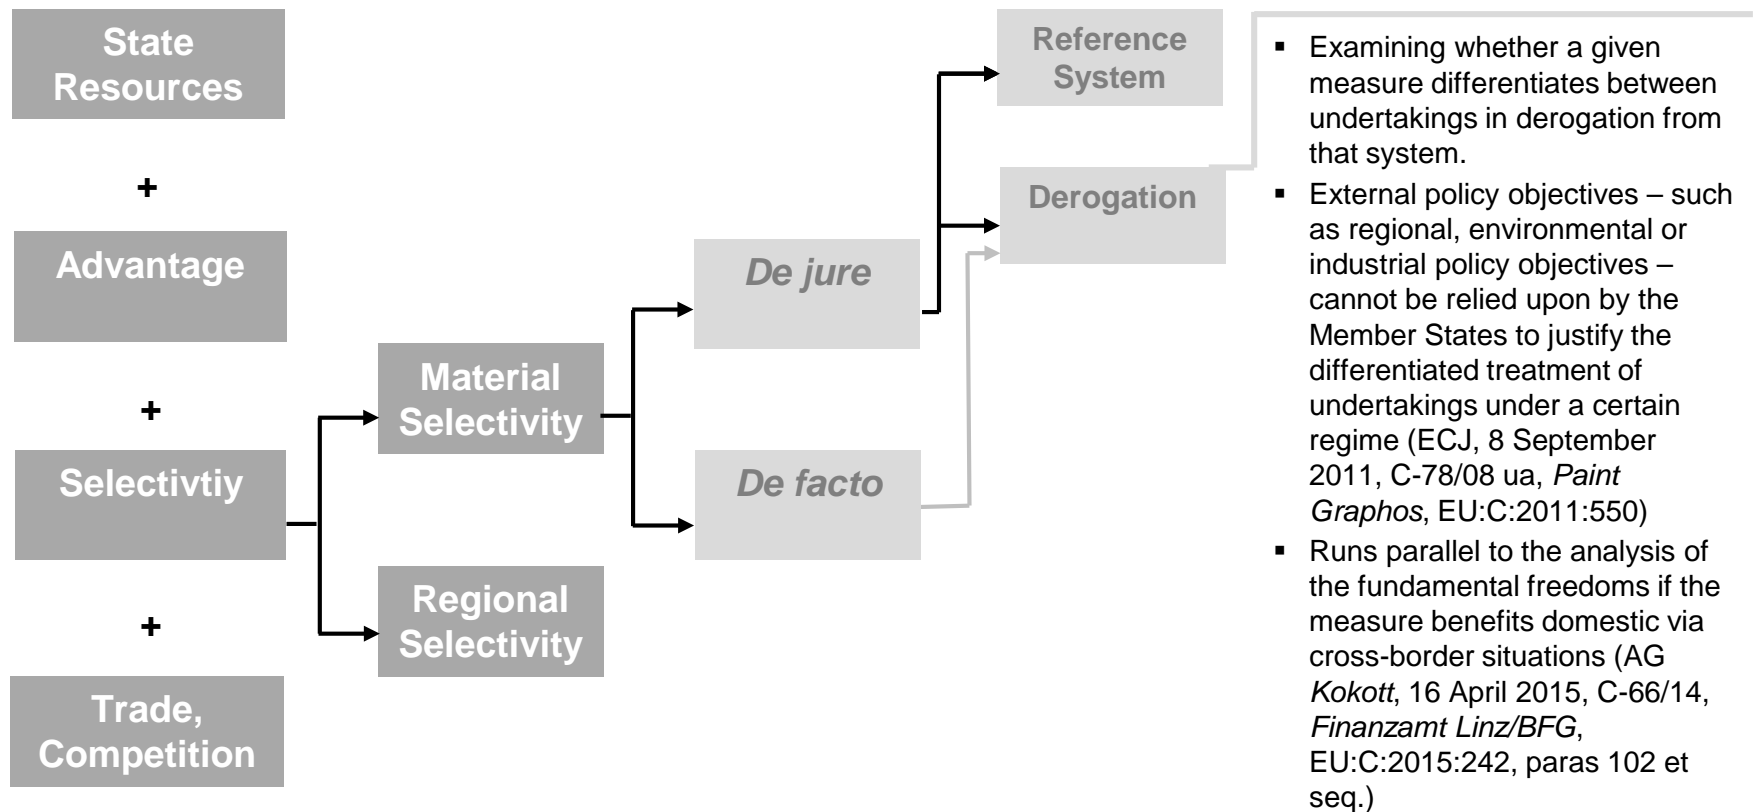 State
Resources
+
Advantage
+
Selectivtiy
+
Trade,
Competition
Material
Selectivity
Regional
Selectivity
De jure
De facto
Reference
System
Derogation
▪ Examining whether a given
measure differentiates between
undertakings in derogation from
that system.
▪ External policy objectives – such
as regional, environmental or
industrial policy objectives –
cannot be relied upon by the
Member States to justify the
differentiated treatment of
undertakings under a certain
regime (ECJ, 8 September
2011, C-78/08 ua, Paint
Graphos, EU:C:2011:550)
▪ Runs parallel to the analysis of
the fundamental freedoms if the
measure benefits domestic via
cross-border situations (AG
Kokott, 16 April 2015, C-66/14,
Finanzamt Linz/BFG,
EU:C:2015:242, paras 102 et
seq.)